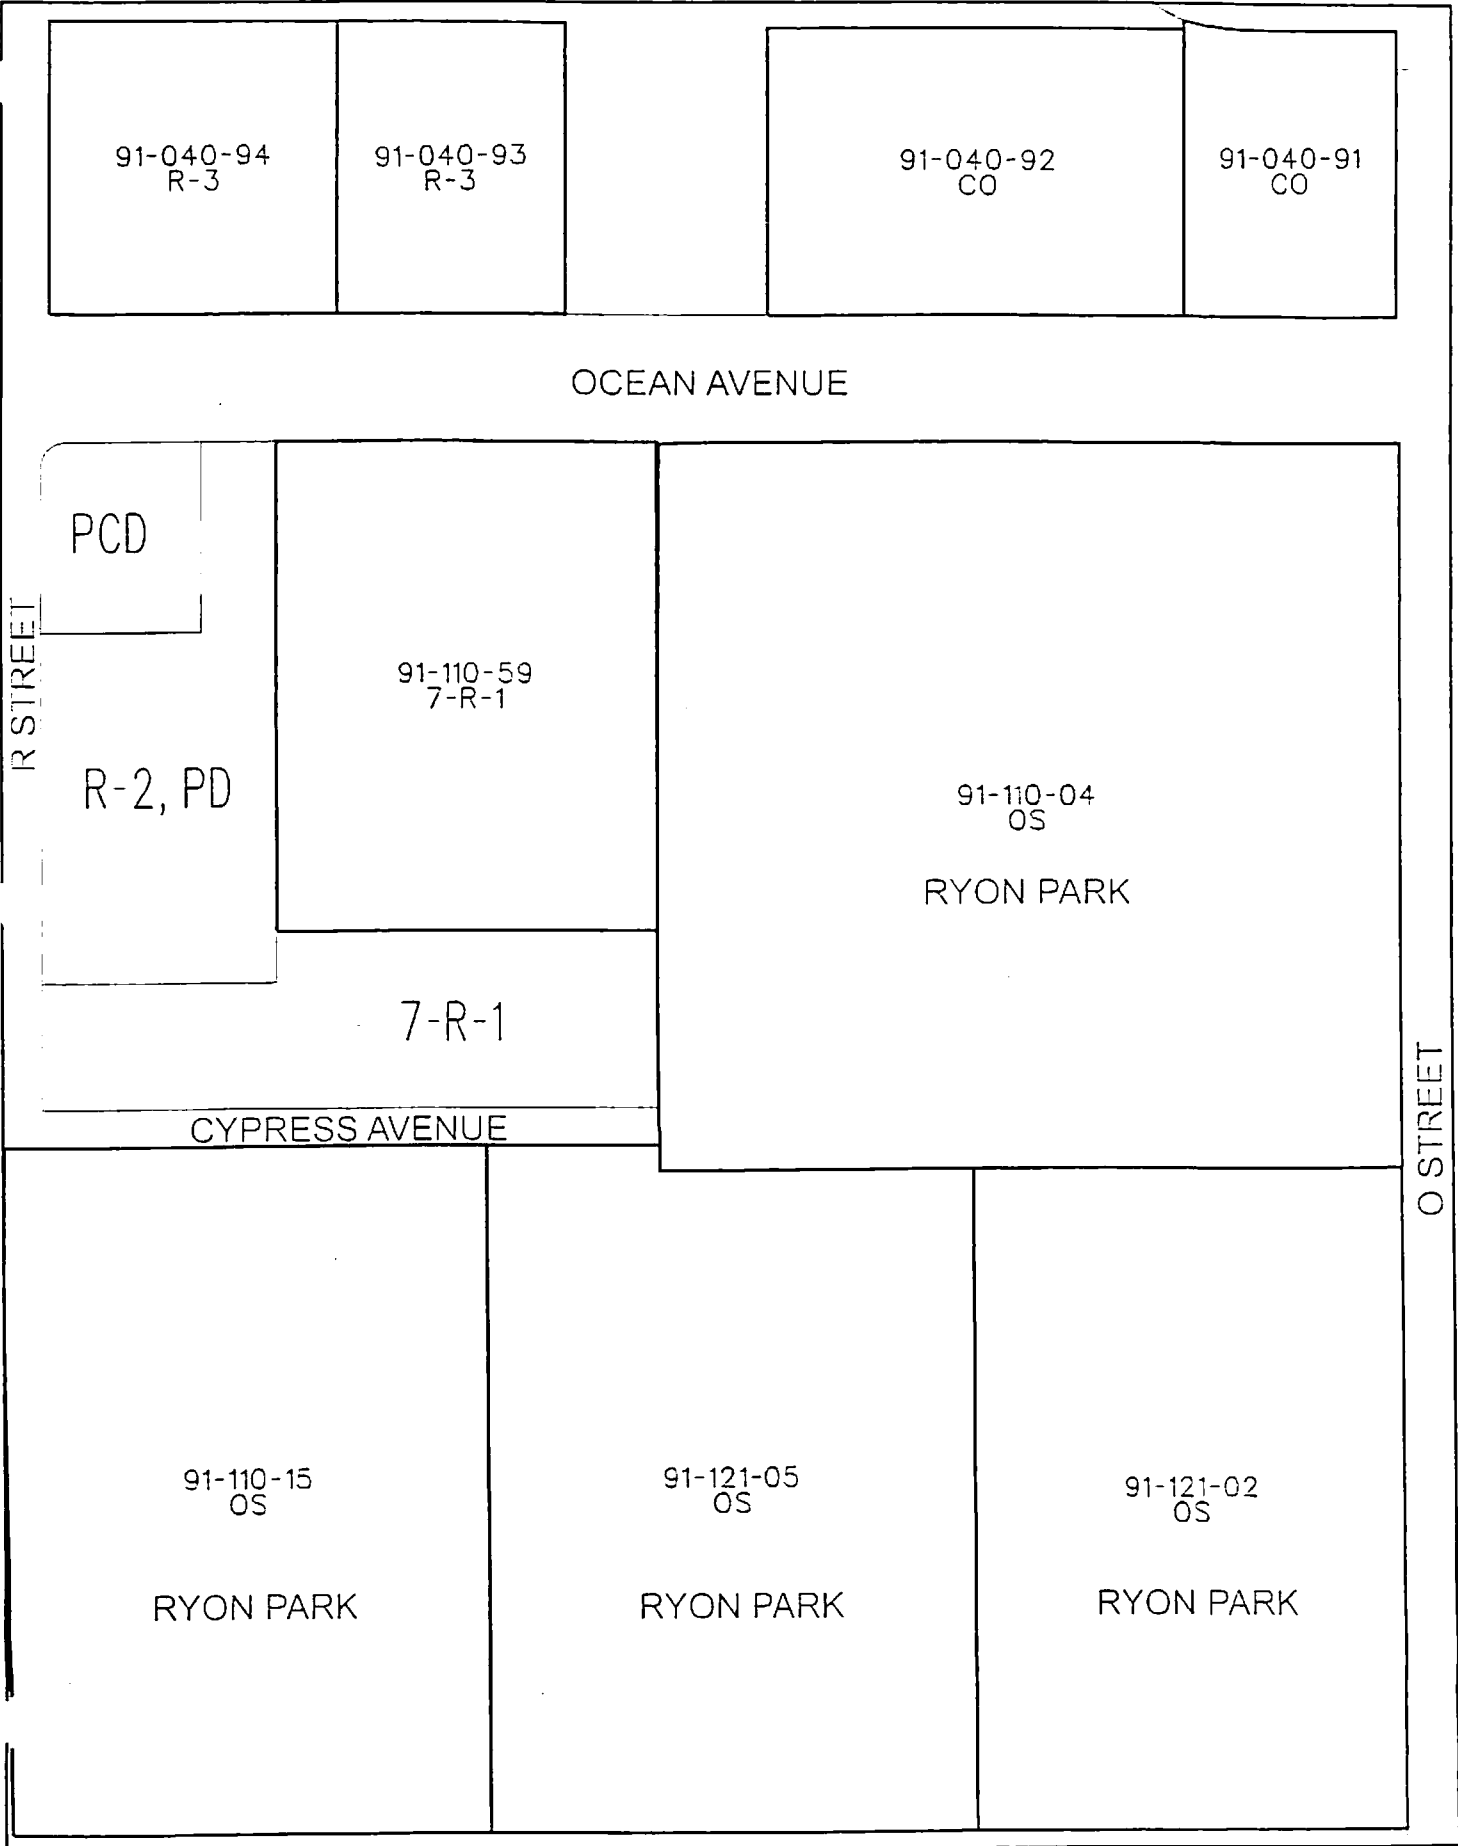 91-040-94
R-3
91-040-93
R-3
91-040-92
CO
91-040-91
CO
OCEAN AVENUE
PCD
R STREET
91-110-59
7-R-1
R-2, PD
91-110-04
OS
RYON PARK
7-R-1
O STREET
CYPRESS AVENUE
91-110-15
OS
RYON PARK
91-121-05
OS
RYON PARK
91-121-02
OS
RYON PARK